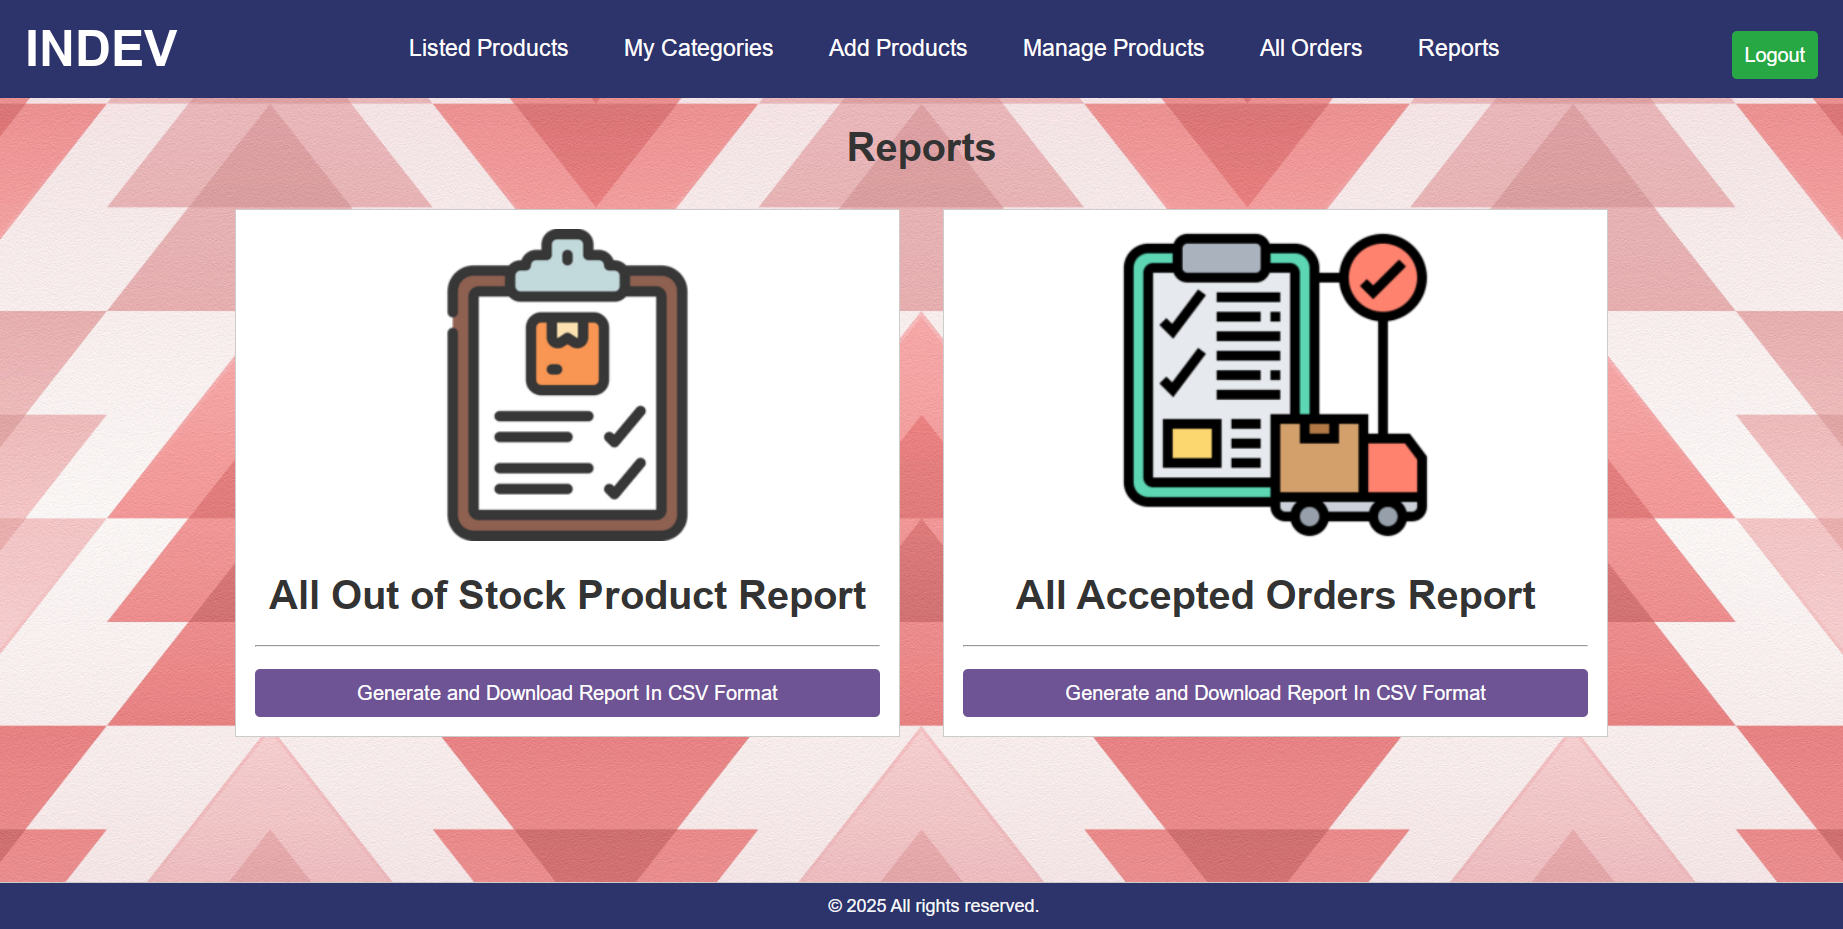 INDEV
Listed Products
My Categories
Add Products
Manage Products
All Orders
Reports
Logout
Reports
All Out of Stock Product Report
Generate and Download Report In CSV Format
All Accepted Orders Report
Generate and Download Report In CSV Format
© 2025 All rights reserved.